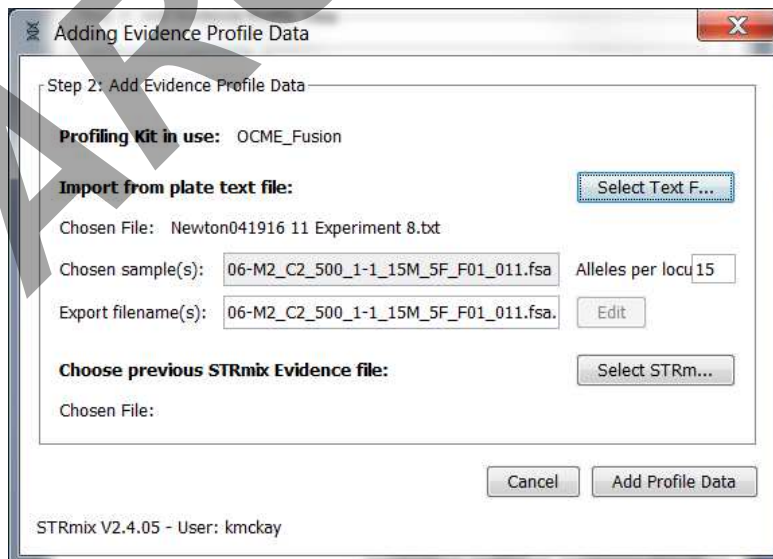 Adding Evidence Profile Data
Step 2: Add Evidence Profile Data
Profiling Kit in use: OCME_Fusion
Import from plate text file:
Select Text F...
Chosen File: Newton041916 11 Experiment 8.txt
Chosen sample(s): 06-M2_C2_500_1-1_15M_5F_F01_011.fsa Alleles per locu 15
Export filename(s): 06-M2_C2_500_1-1_15M_5F_F01_011.fsa. Edit
Choose previous STRmix Evidence file:
Select STRm...
Chosen File:
Cancel
Add Profile Data
STRmix V2.4.05 - User: kmckay